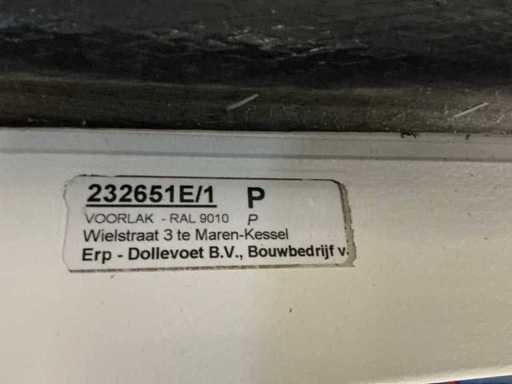 232651E/1 P
VOORLAK - RAL 9010 P
Wielstraat 3 te Maren-Kessel
Erp - Dollevoet B.V., Bouwbedrijf v.